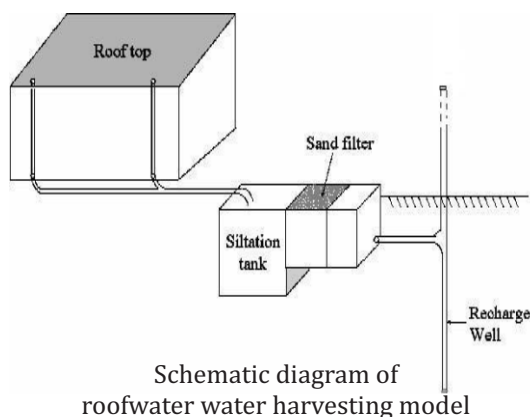 Roof top
Sand filter
Siltation
tank
Recharge
Well
Schematic diagram of
roofwater water harvesting model